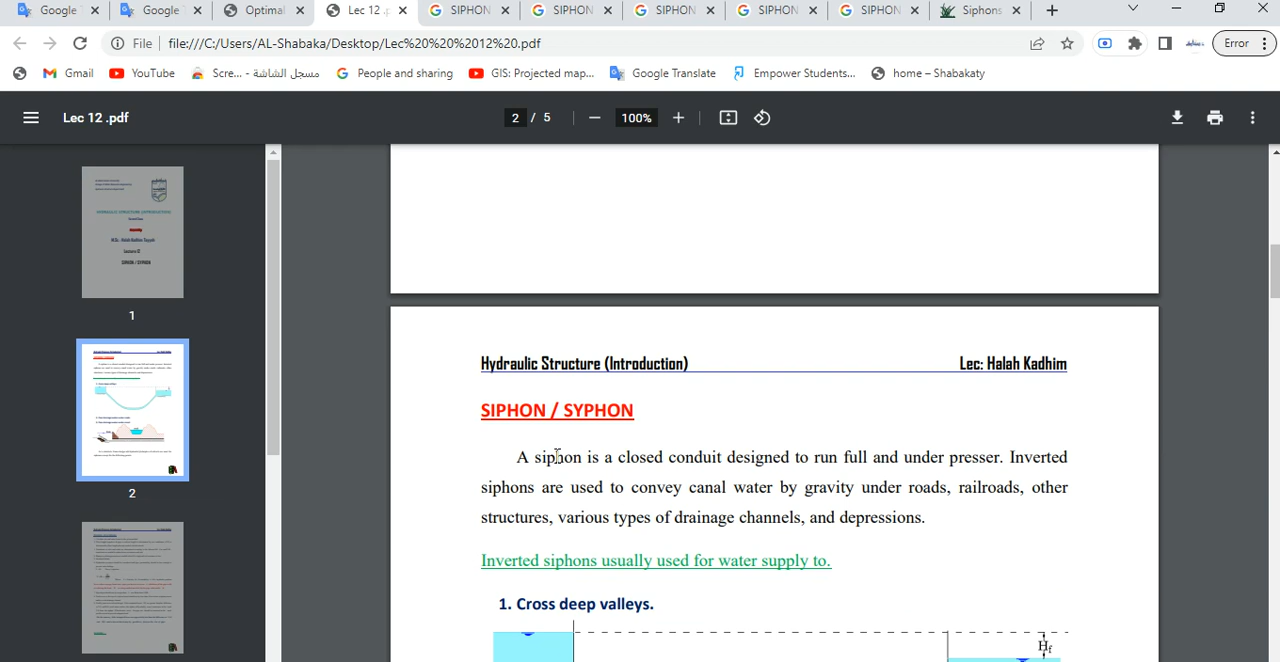 Google
Google
Optimal
Lec 12 .p
SIPHON
SIPHON
SIPHON
SIPHON
SIPHON
Siphons
File
file:///C:/Users/AL-Shabaka/Desktop/Lec%20%20%2012%20.pdf
Error
Gmail
YouTube
Scre... - مسجل الشاشة
People and sharing
GIS: Projected map...
Google Translate
Empower Students...
home – Shabakaty
Lec 12 .pdf
2 / 5
100%
1
2
Hydraulic Structure (Introduction) Lec: Halah Kadhim
SIPHON / SYPHON
A siphon is a closed conduit designed to run full and under presser. Inverted
siphons are used to convey canal water by gravity under roads, railroads, other
structures, various types of drainage channels, and depressions.
Inverted siphons usually used for water supply to.
1. Cross deep valleys.
Hf